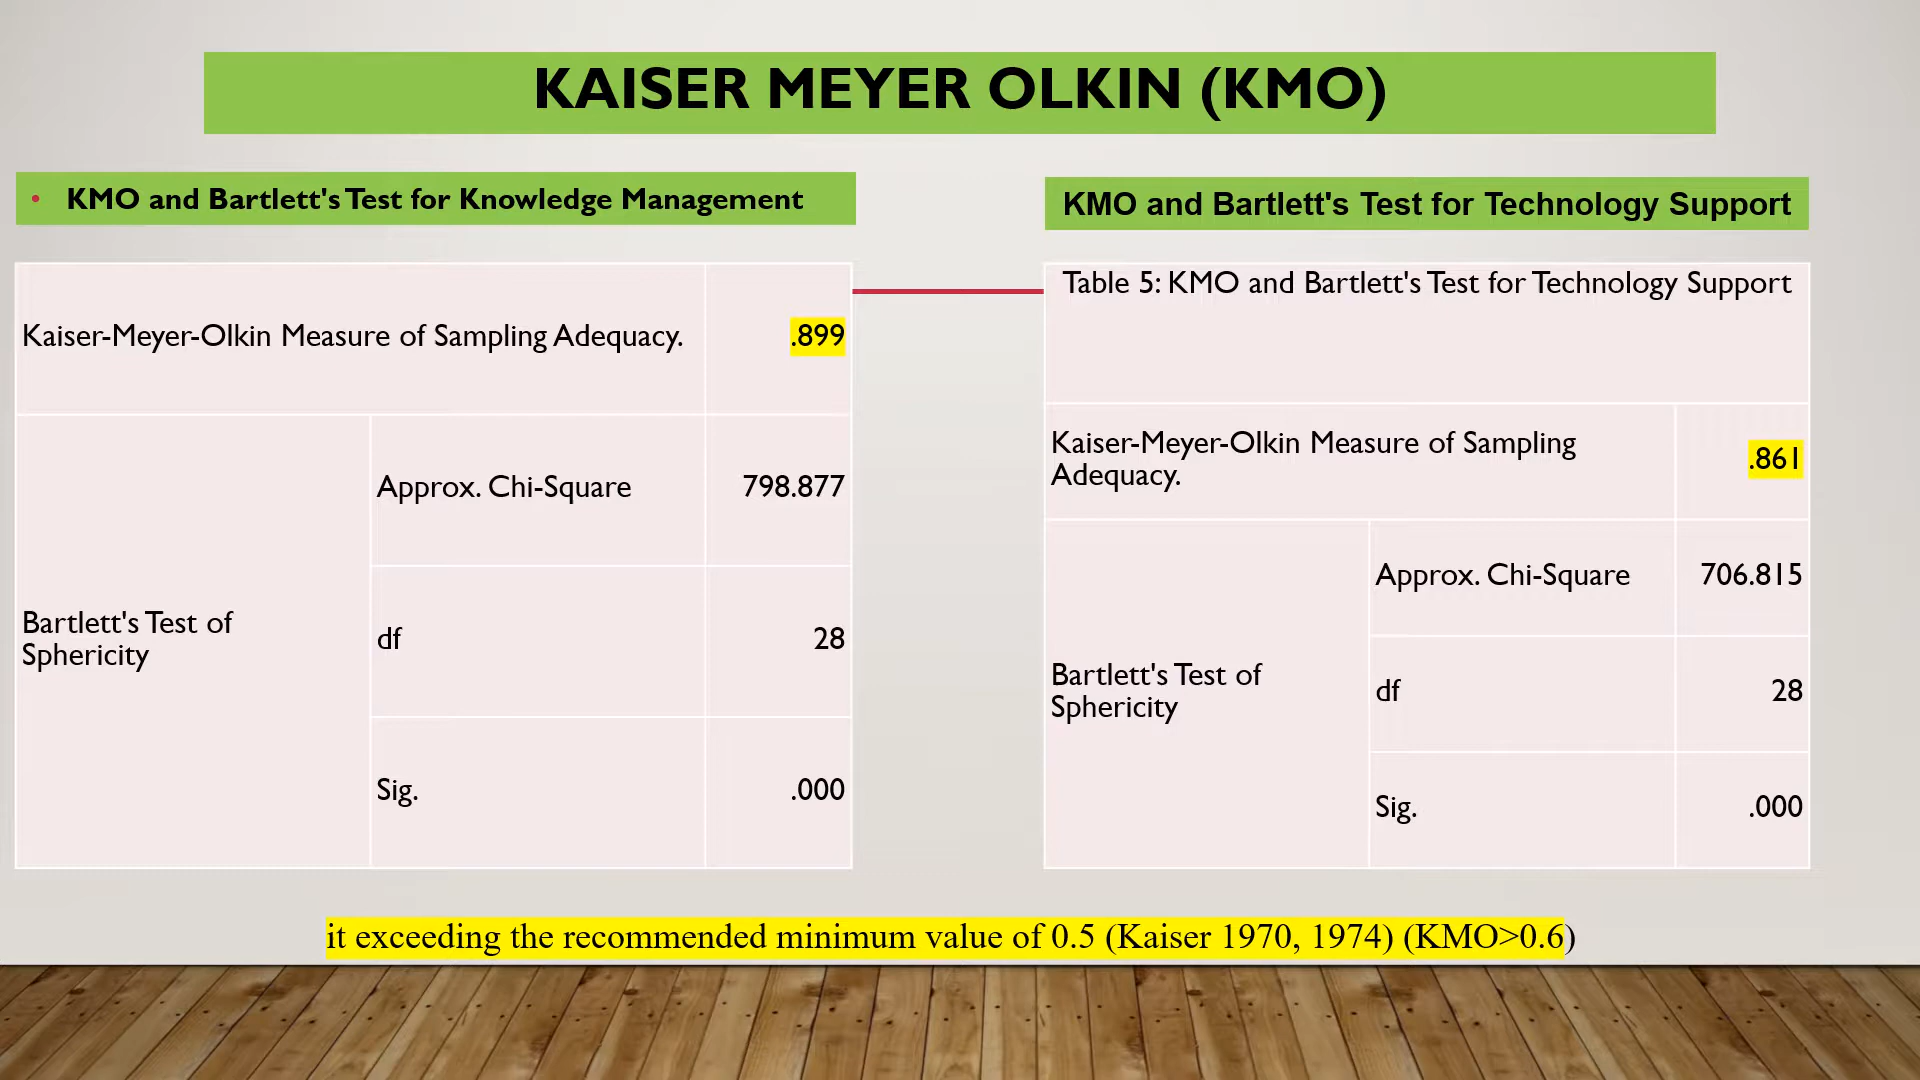 KAISER MEYER OLKIN (KMO)
• KMO and Bartlett's Test for Knowledge Management
Kaiser-Meyer-Olkin Measure of Sampling Adequacy. .899
Bartlett's Test of
Sphericity
Approx. Chi-Square 798.877
df 28
Sig. .000
KMO and Bartlett's Test for Technology Support
Table 5: KMO and Bartlett's Test for Technology Support
Kaiser-Meyer-Olkin Measure of Sampling
Adequacy.
.861
Bartlett's Test of
Sphericity
Approx. Chi-Square 706.815
df 28
Sig. .000
it exceeding the recommended minimum value of 0.5 (Kaiser 1970, 1974) (KMO>0.6)